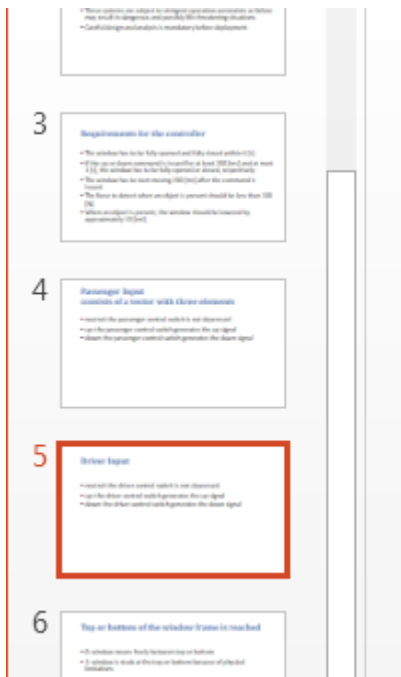 • These systems are subject to stringent operation constraints as failure
may result in dangerous and possibly life-threatening situations.
• Careful design and analysis is mandatory before deployment.
3
Requirements for the controller
• The window has to be fully opened and fully closed within 4 [s].
• If the up or down command is issued for at least 200 [ms] and at most
1 [s], the window has to be fully opened or closed, respectively.
• The window has to start moving 200 [ms] after the command is
issued.
• The force to detect when an object is present should be less than 100
[N].
• When an object is present, the window should be lowered by
approximately 10 [cm].
4
Passenger Input
consists of a vector with three elements
• neutral: the passenger control switch is not depressed
• up: the passenger control switch generates the up signal
• down: the passenger control switch generates the down signal
5
Driver Input
• neutral: the driver control switch is not depressed
• up: the driver control switch generates the up signal
• down: the driver control switch generates the down signal
6
Top or bottom of the window frame is reached
• 0: window moves freely between top or bottom
• 1: window is stuck at the top or bottom because of physical
limitations